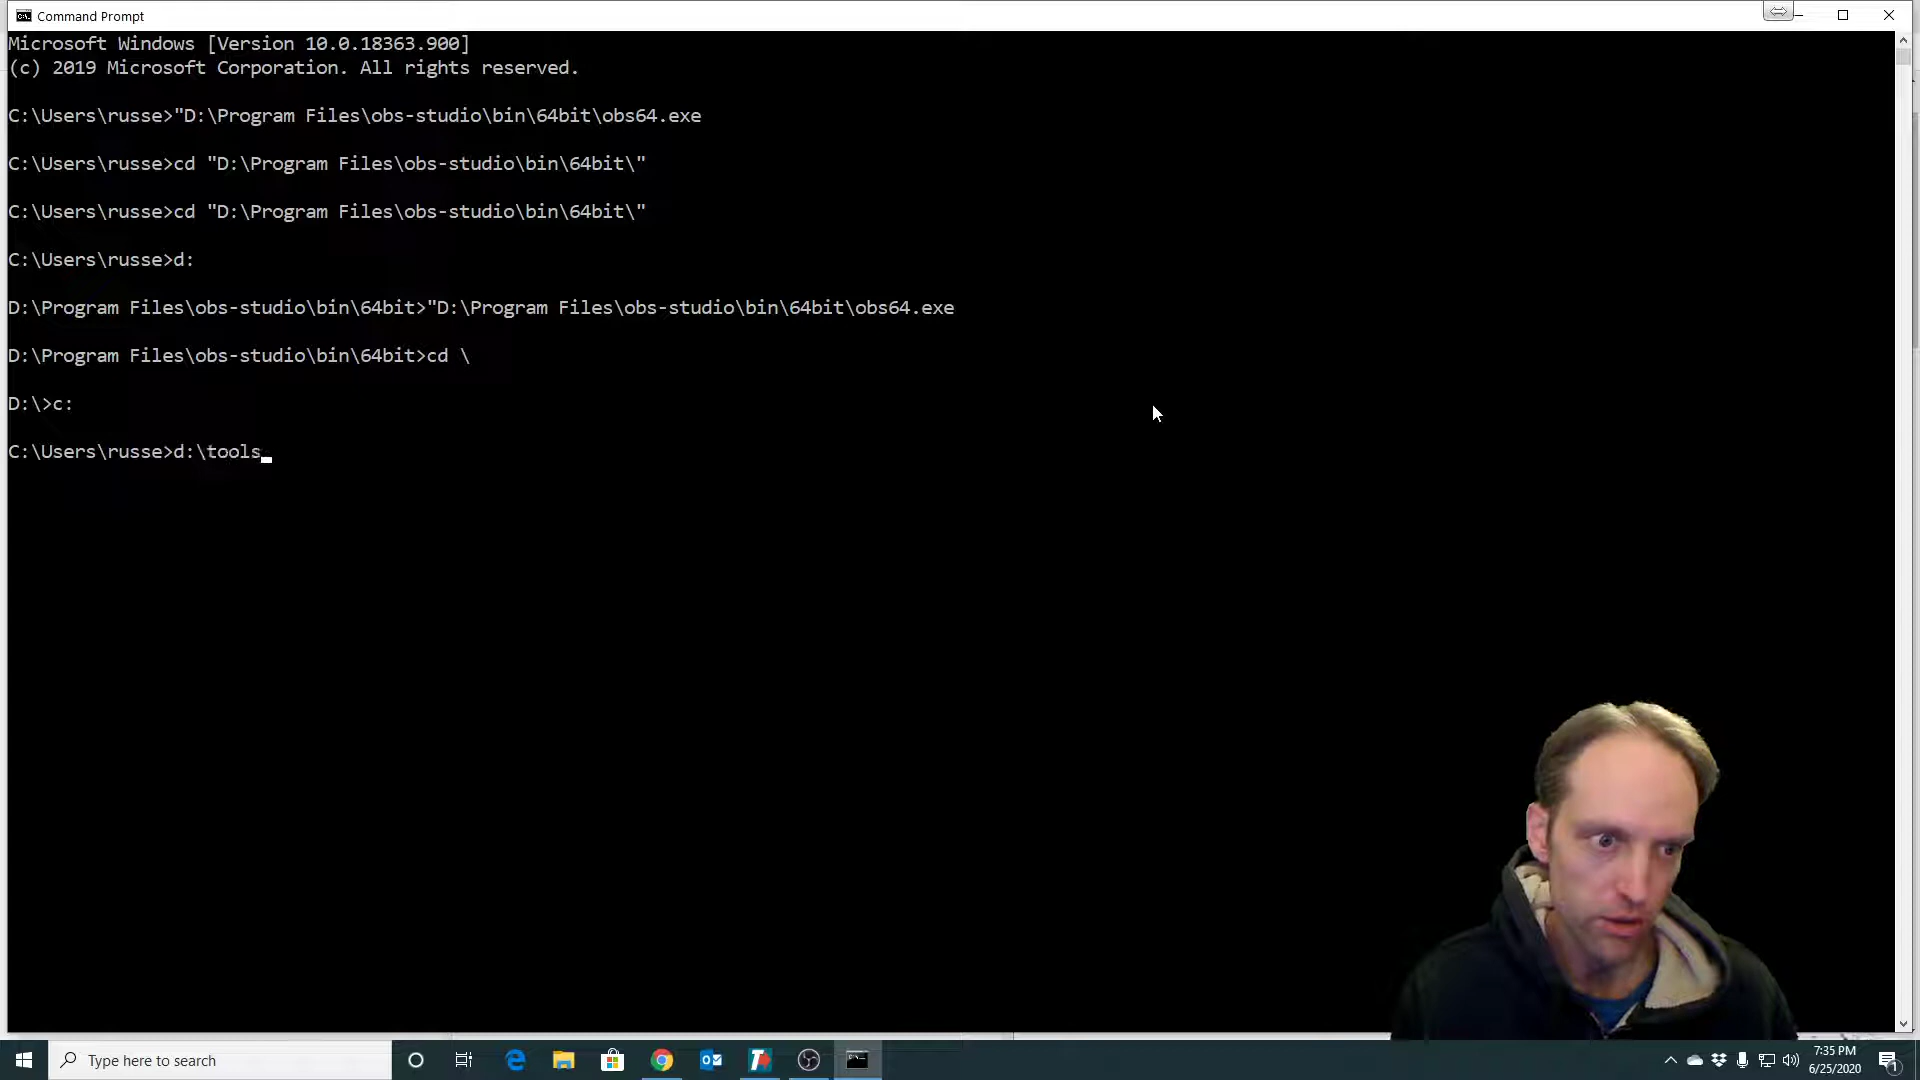 Command Prompt
Microsoft Windows [Version 10.0.18363.900]
(c) 2019 Microsoft Corporation. All rights reserved.
C:\Users\russe>"D:\Program Files\obs-studio\bin\64bit\obs64.exe
C:\Users\russe>cd "D:\Program Files\obs-studio\bin\64bit\"
C:\Users\russe>cd "D:\Program Files\obs-studio\bin\64bit\"
C:\Users\russe>d:
D:\Program Files\obs-studio\bin\64bit>"D:\Program Files\obs-studio\bin\64bit\obs64.exe
D:\Program Files\obs-studio\bin\64bit>cd \
D:\>c:
C:\Users\russe>d:\tools
Type here to search
7:35 PM
6/25/2020
1